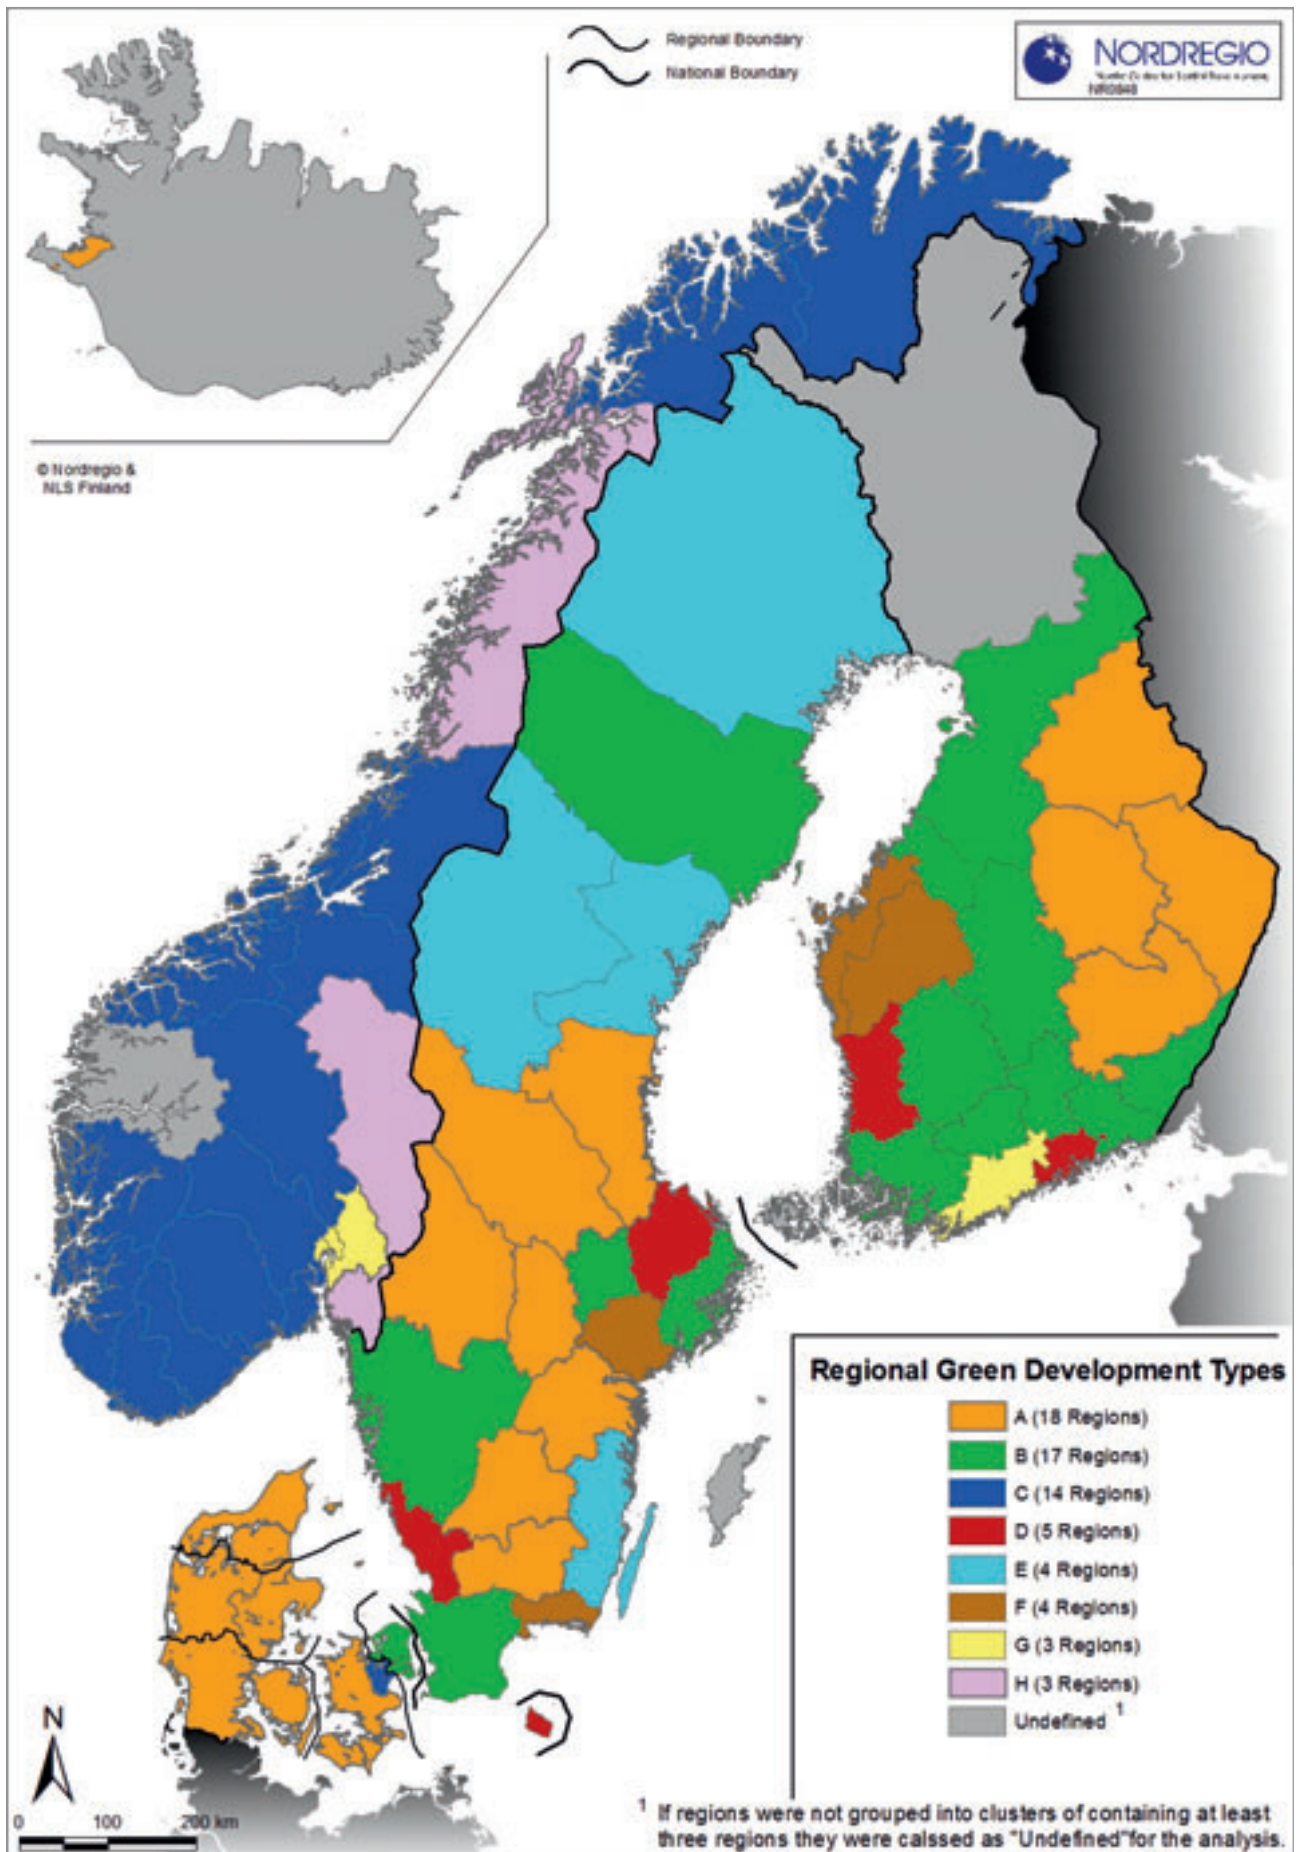 Regional Boundary
National Boundary
NORDREGIO
NR0848
© Nordregio &
NLS Finland
Regional Green Development Types
A (18 Regions)
B (17 Regions)
C (14 Regions)
D (5 Regions)
E (4 Regions)
F (4 Regions)
G (3 Regions)
H (3 Regions)
Undefined 1
N
0 100 200 km
1 If regions were not grouped into clusters of containing at least
three regions they were calssed as "Undefined"for the analysis.